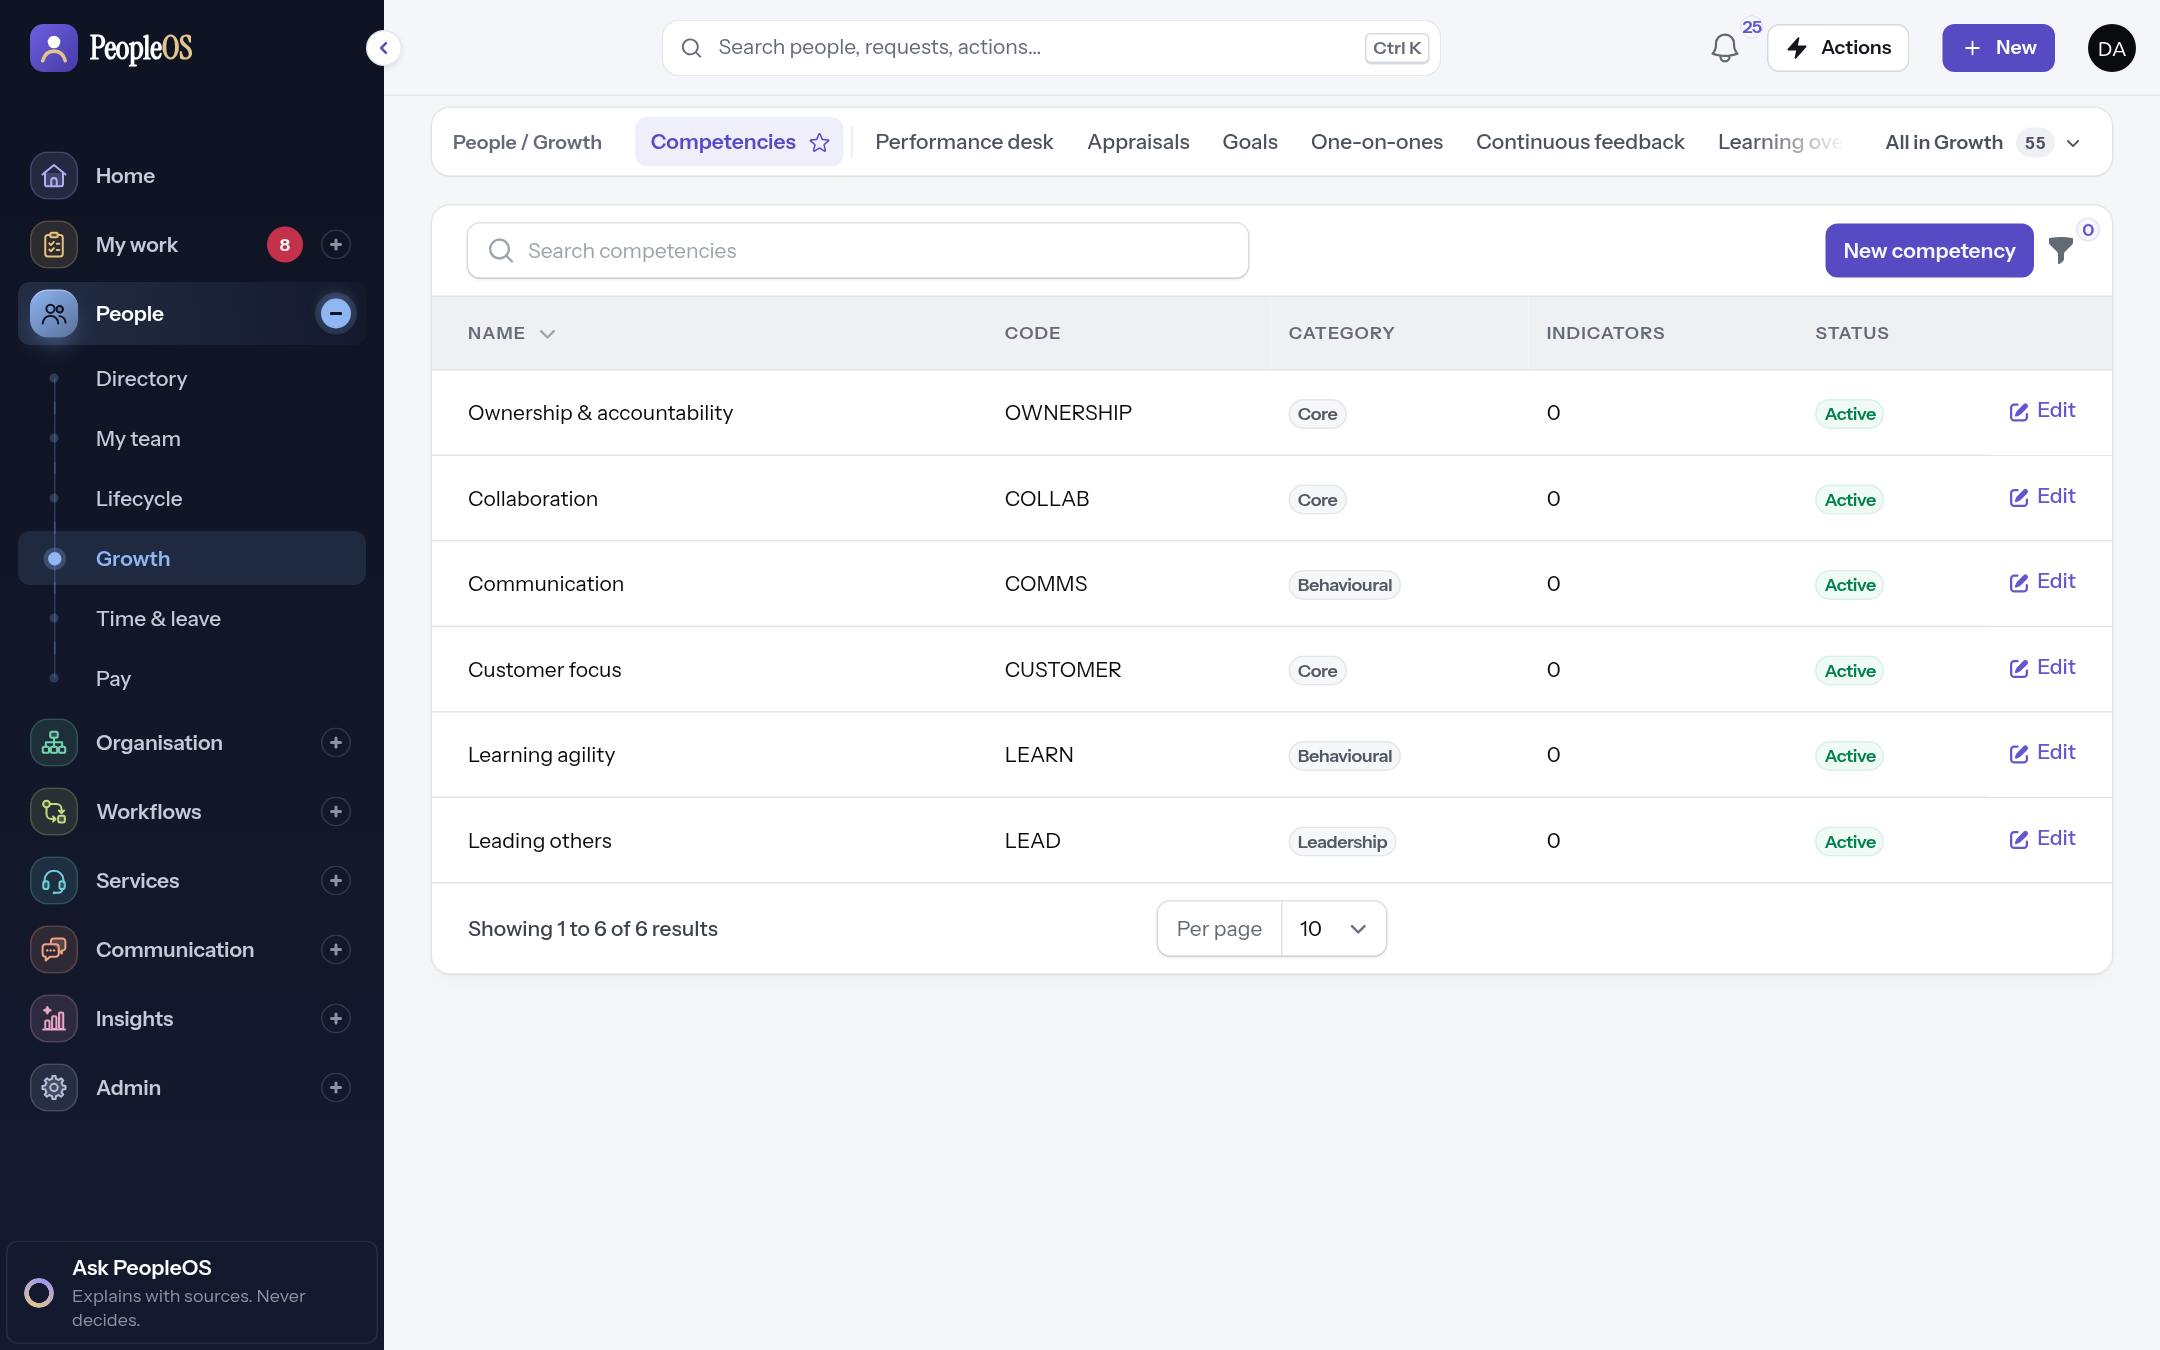 PeopleOS
Search people, requests, actions...
Ctrl K
25
Actions
New
DA
Home
My work
8
People
Directory
My team
Lifecycle
Growth
Time & leave
Pay
Organisation
Workflows
Services
Communication
Insights
Admin
Ask PeopleOS
Explains with sources. Never
decides.
People / Growth
Competencies
Performance desk
Appraisals
Goals
One-on-ones
Continuous feedback
Learning ove
All in Growth
55
Search competencies
New competency
0
NAME CODE CATEGORY INDICATORS STATUS
Ownership & accountability OWNERSHIP Core 0 Active Edit
Collaboration COLLAB Core 0 Active Edit
Communication COMMS Behavioural 0 Active Edit
Customer focus CUSTOMER Core 0 Active Edit
Learning agility LEARN Behavioural 0 Active Edit
Leading others LEAD Leadership 0 Active Edit
Showing 1 to 6 of 6 results
Per page 10